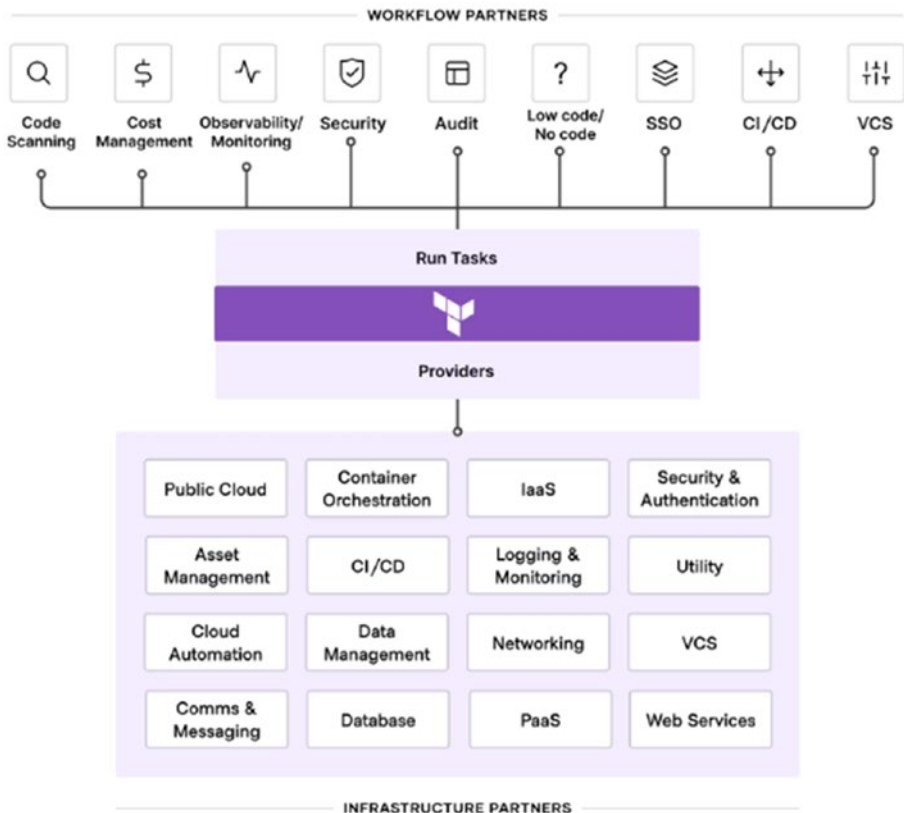 WORKFLOW PARTNERS
Code
Scanning
Cost
Management
Observability/
Monitoring
Security
Audit
Low code/
No code
SSO
CI/CD
VCS
Run Tasks
Providers
Public Cloud
Container
Orchestration
IaaS
Security &
Authentication
Asset
Management
CI/CD
Logging &
Monitoring
Utility
Cloud
Automation
Data
Management
Networking
VCS
Comms &
Messaging
Database
PaaS
Web Services
INFRASTRUCTURE PARTNERS